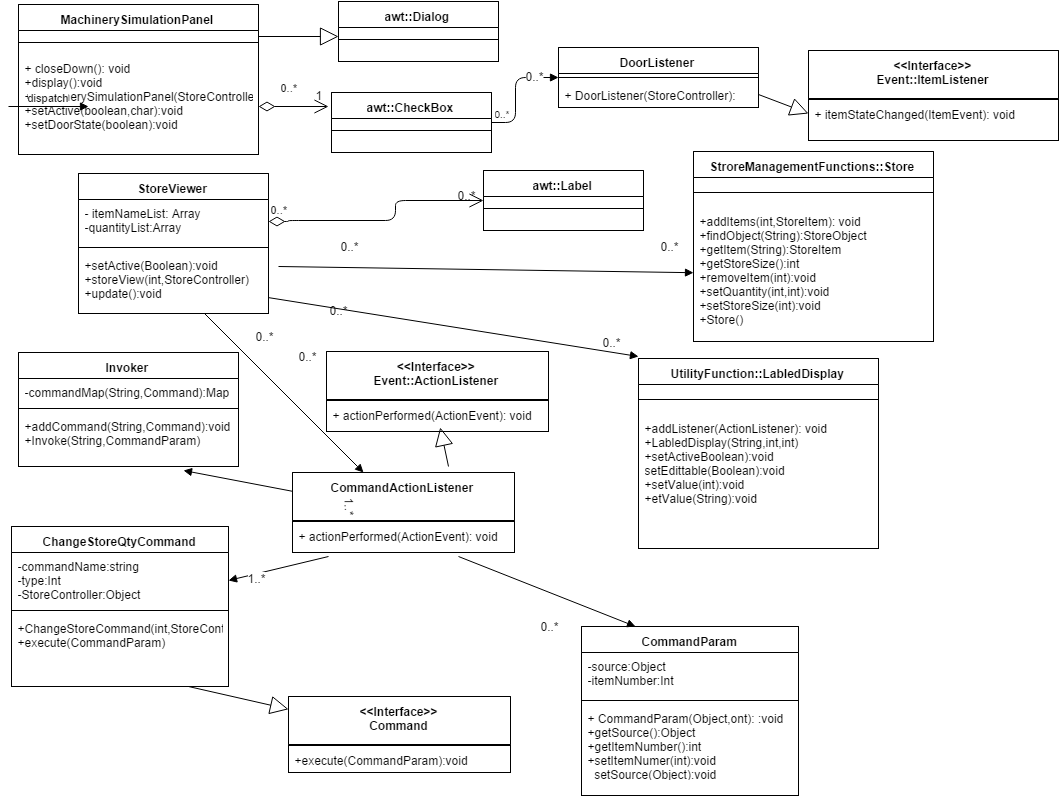 MachinerySimulationPanel
+ closeDown(): void
+display():void
dispatch
erySimulationPanel(StoreControlle
+setActive(boolean,char):void
+setDoorState(boolean):void
awt::Dialog
0..*
1
awt::CheckBox
0..*
0..*
DoorListener
+ DoorListener(StoreController):
<<Interface>>
Event::ItemListener
+ itemStateChanged(ItemEvent): void
StoreViewer
- itemNameList: Array
-quantityList:Array
+setActive(Boolean):void
+storeView(int,StoreController)
+update():void
0..*
0..*
awt::Label
0..*
0..*
StroreManagementFunctions::Store
+addItems(int,StoreItem): void
+findObject(String):StoreObject
+getItem(String):StoreItem
+getStoreSize():int
+removeItem(int):void
+setQuantity(int,int):void
+setStoreSize(int):void
+Store()
0..*
0..*
0..*
0..*
Invoker
-commandMap(String,Command):Map
+addCommand(String,Command):void
+Invoke(String,CommandParam)
<<Interface>>
Event::ActionListener
+ actionPerformed(ActionEvent): void
UtilityFunction::LabledDisplay
+addListener(ActionListener): void
+LabledDisplay(String,int,int)
+setActiveBoolean):void
setEdittable(Boolean):void
+setValue(int):void
+etValue(String):void
CommandActionListener
1..*
+ actionPerformed(ActionEvent): void
ChangeStoreQtyCommand
-commandName:string
-type:Int
-StoreController:Object
+ChangeStoreCommand(int,StoreCont
+execute(CommandParam)
1..*
0..*
<<Interface>>
Command
+execute(CommandParam):void
CommandParam
-source:Object
-itemNumber:Int
+ CommandParam(Object,ont): :void
+getSource():Object
+getItemNumber():int
+setItemNumer(int):void
setSource(Object):void